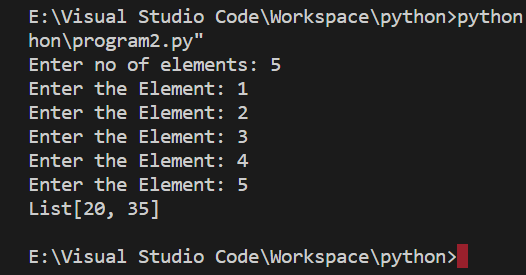 E:\Visual Studio Code\Workspace\python>python
hon\program2.py"
Enter no of elements: 5
Enter the Element: 1
Enter the Element: 2
Enter the Element: 3
Enter the Element: 4
Enter the Element: 5
List[20, 35]
E:\Visual Studio Code\Workspace\python>